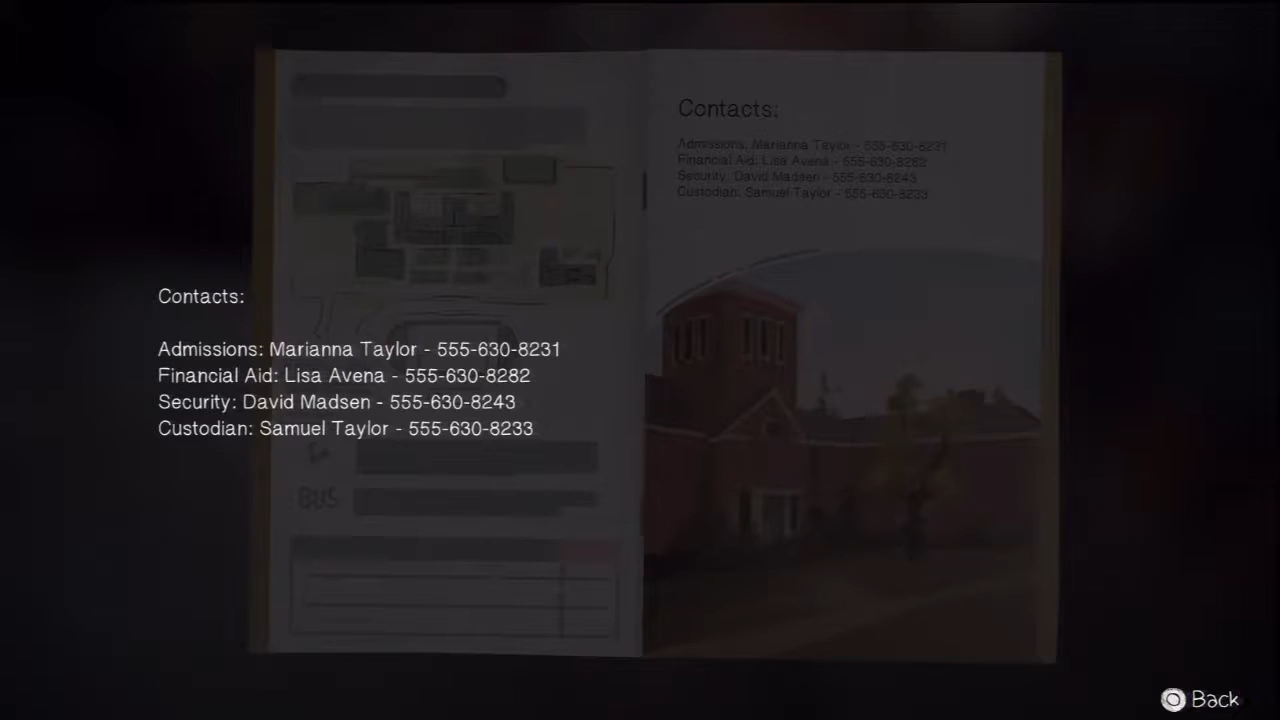 Contacts:
Admissions: Marianna Taylor - 555-630-8231
Financial Aid: Lisa Avena - 555-630-8282
Security: David Madsen - 555-630-8243
Custodian: Samuel Taylor - 555-630-8233
Contacts:
Admissions: Marianna Taylor - 555-630-8231
Financial Aid: Lisa Avena - 555-630-8282
Security: David Madsen - 555-630-8243
Custodian: Samuel Taylor - 555-630-8233
BUS
Back